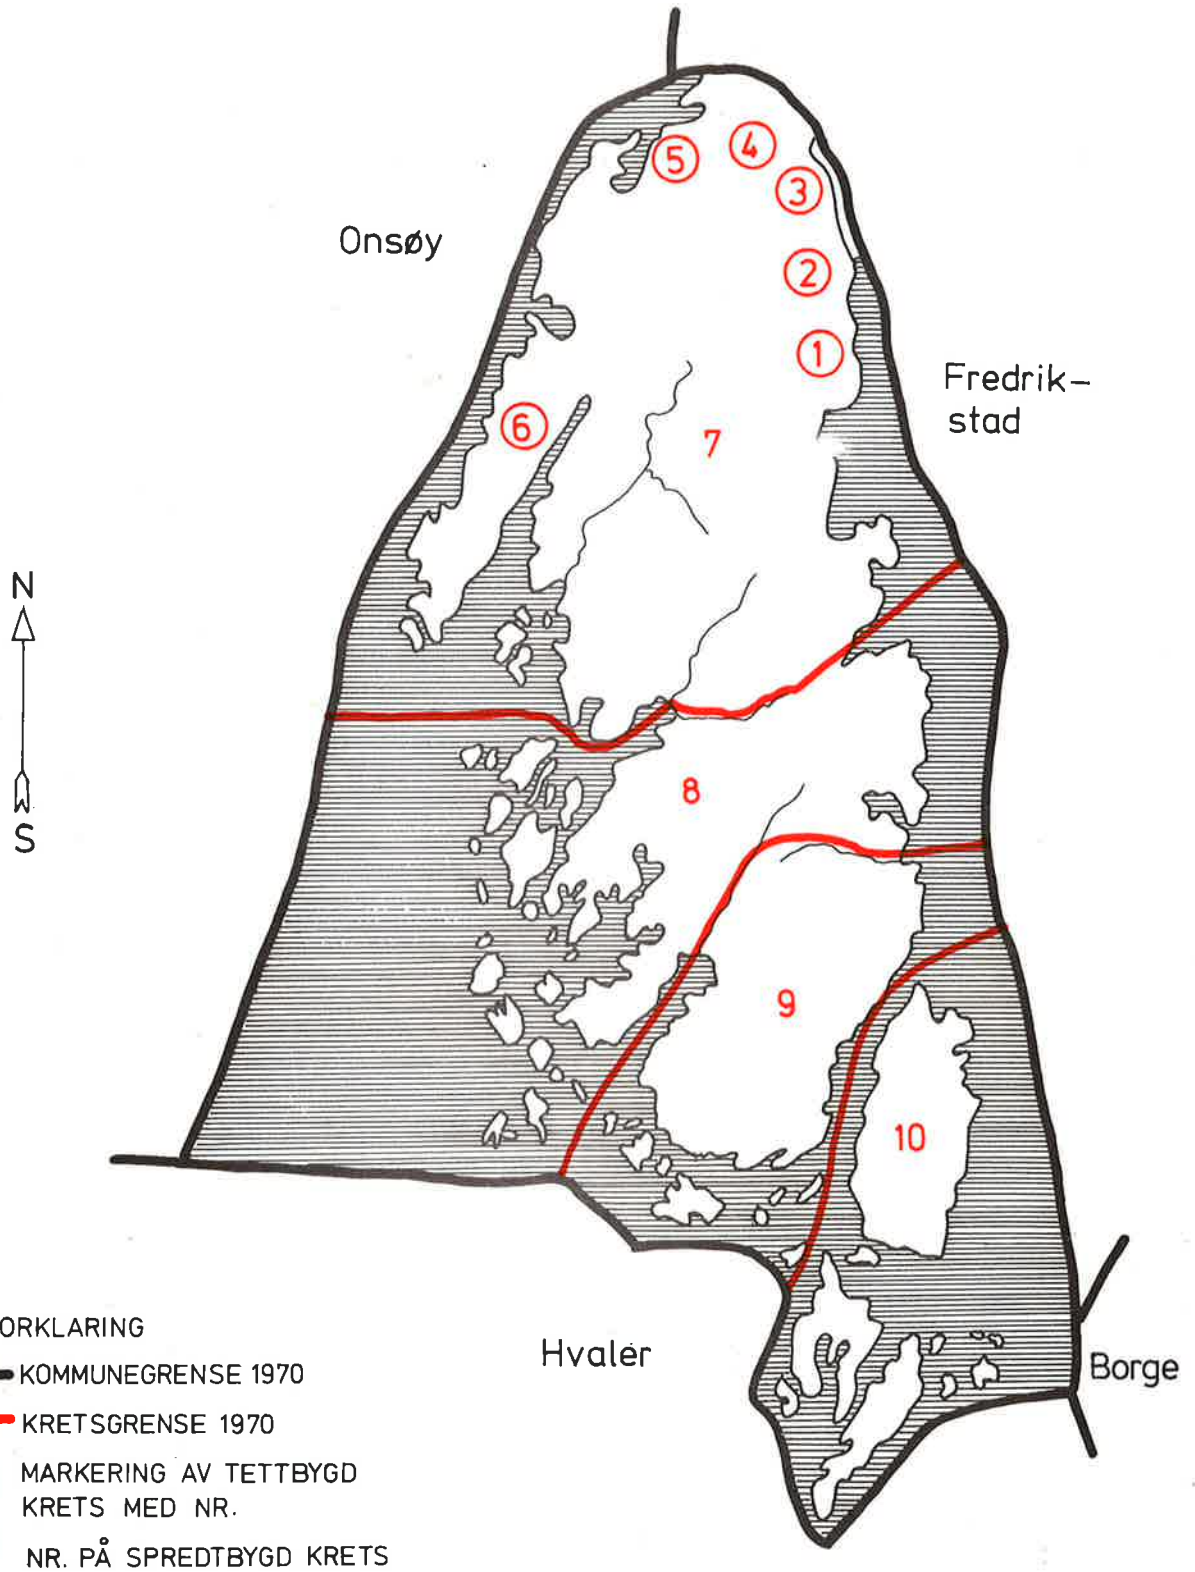 5
4
3
2
1
Onsøy
Fredrik-
stad
6
7
N
S
8
9
10
Hvaler
Borge
ORKLARING
KOMMUNEGRENSE 1970
KRETSGRENSE 1970
MARKERING AV TETTBYGD
KRETS MED NR.
NR. PÅ SPREDTBYGD KRETS